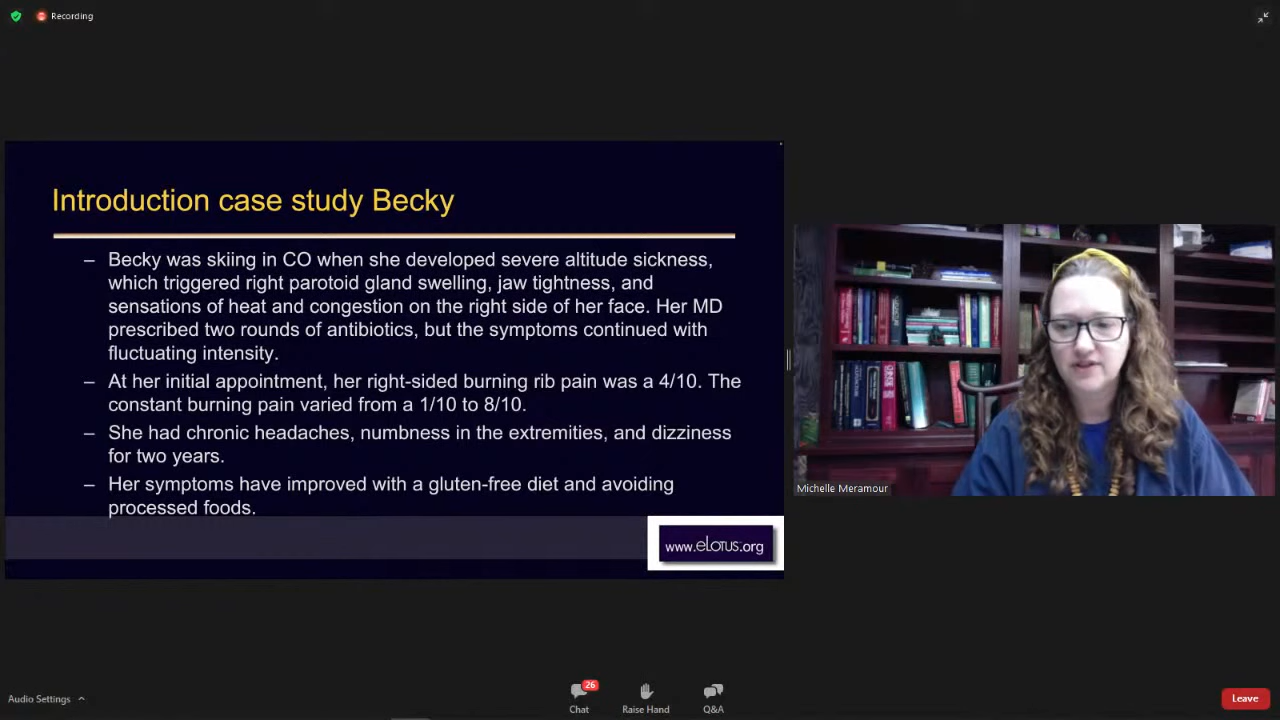 Recording
Introduction case study Becky
– Becky was skiing in CO when she developed severe altitude sickness,
which triggered right parotoid gland swelling, jaw tightness, and
sensations of heat and congestion on the right side of her face. Her MD
prescribed two rounds of antibiotics, but the symptoms continued with
fluctuating intensity.
– At her initial appointment, her right-sided burning rib pain was a 4/10. The
constant burning pain varied from a 1/10 to 8/10.
– She had chronic headaches, numbness in the extremities, and dizziness
for two years.
– Her symptoms have improved with a gluten-free diet and avoiding
processed foods.
www.eLotus.org
Michelle Meramour
Audio Settings
26
Chat
Raise Hand
Q&A
Leave